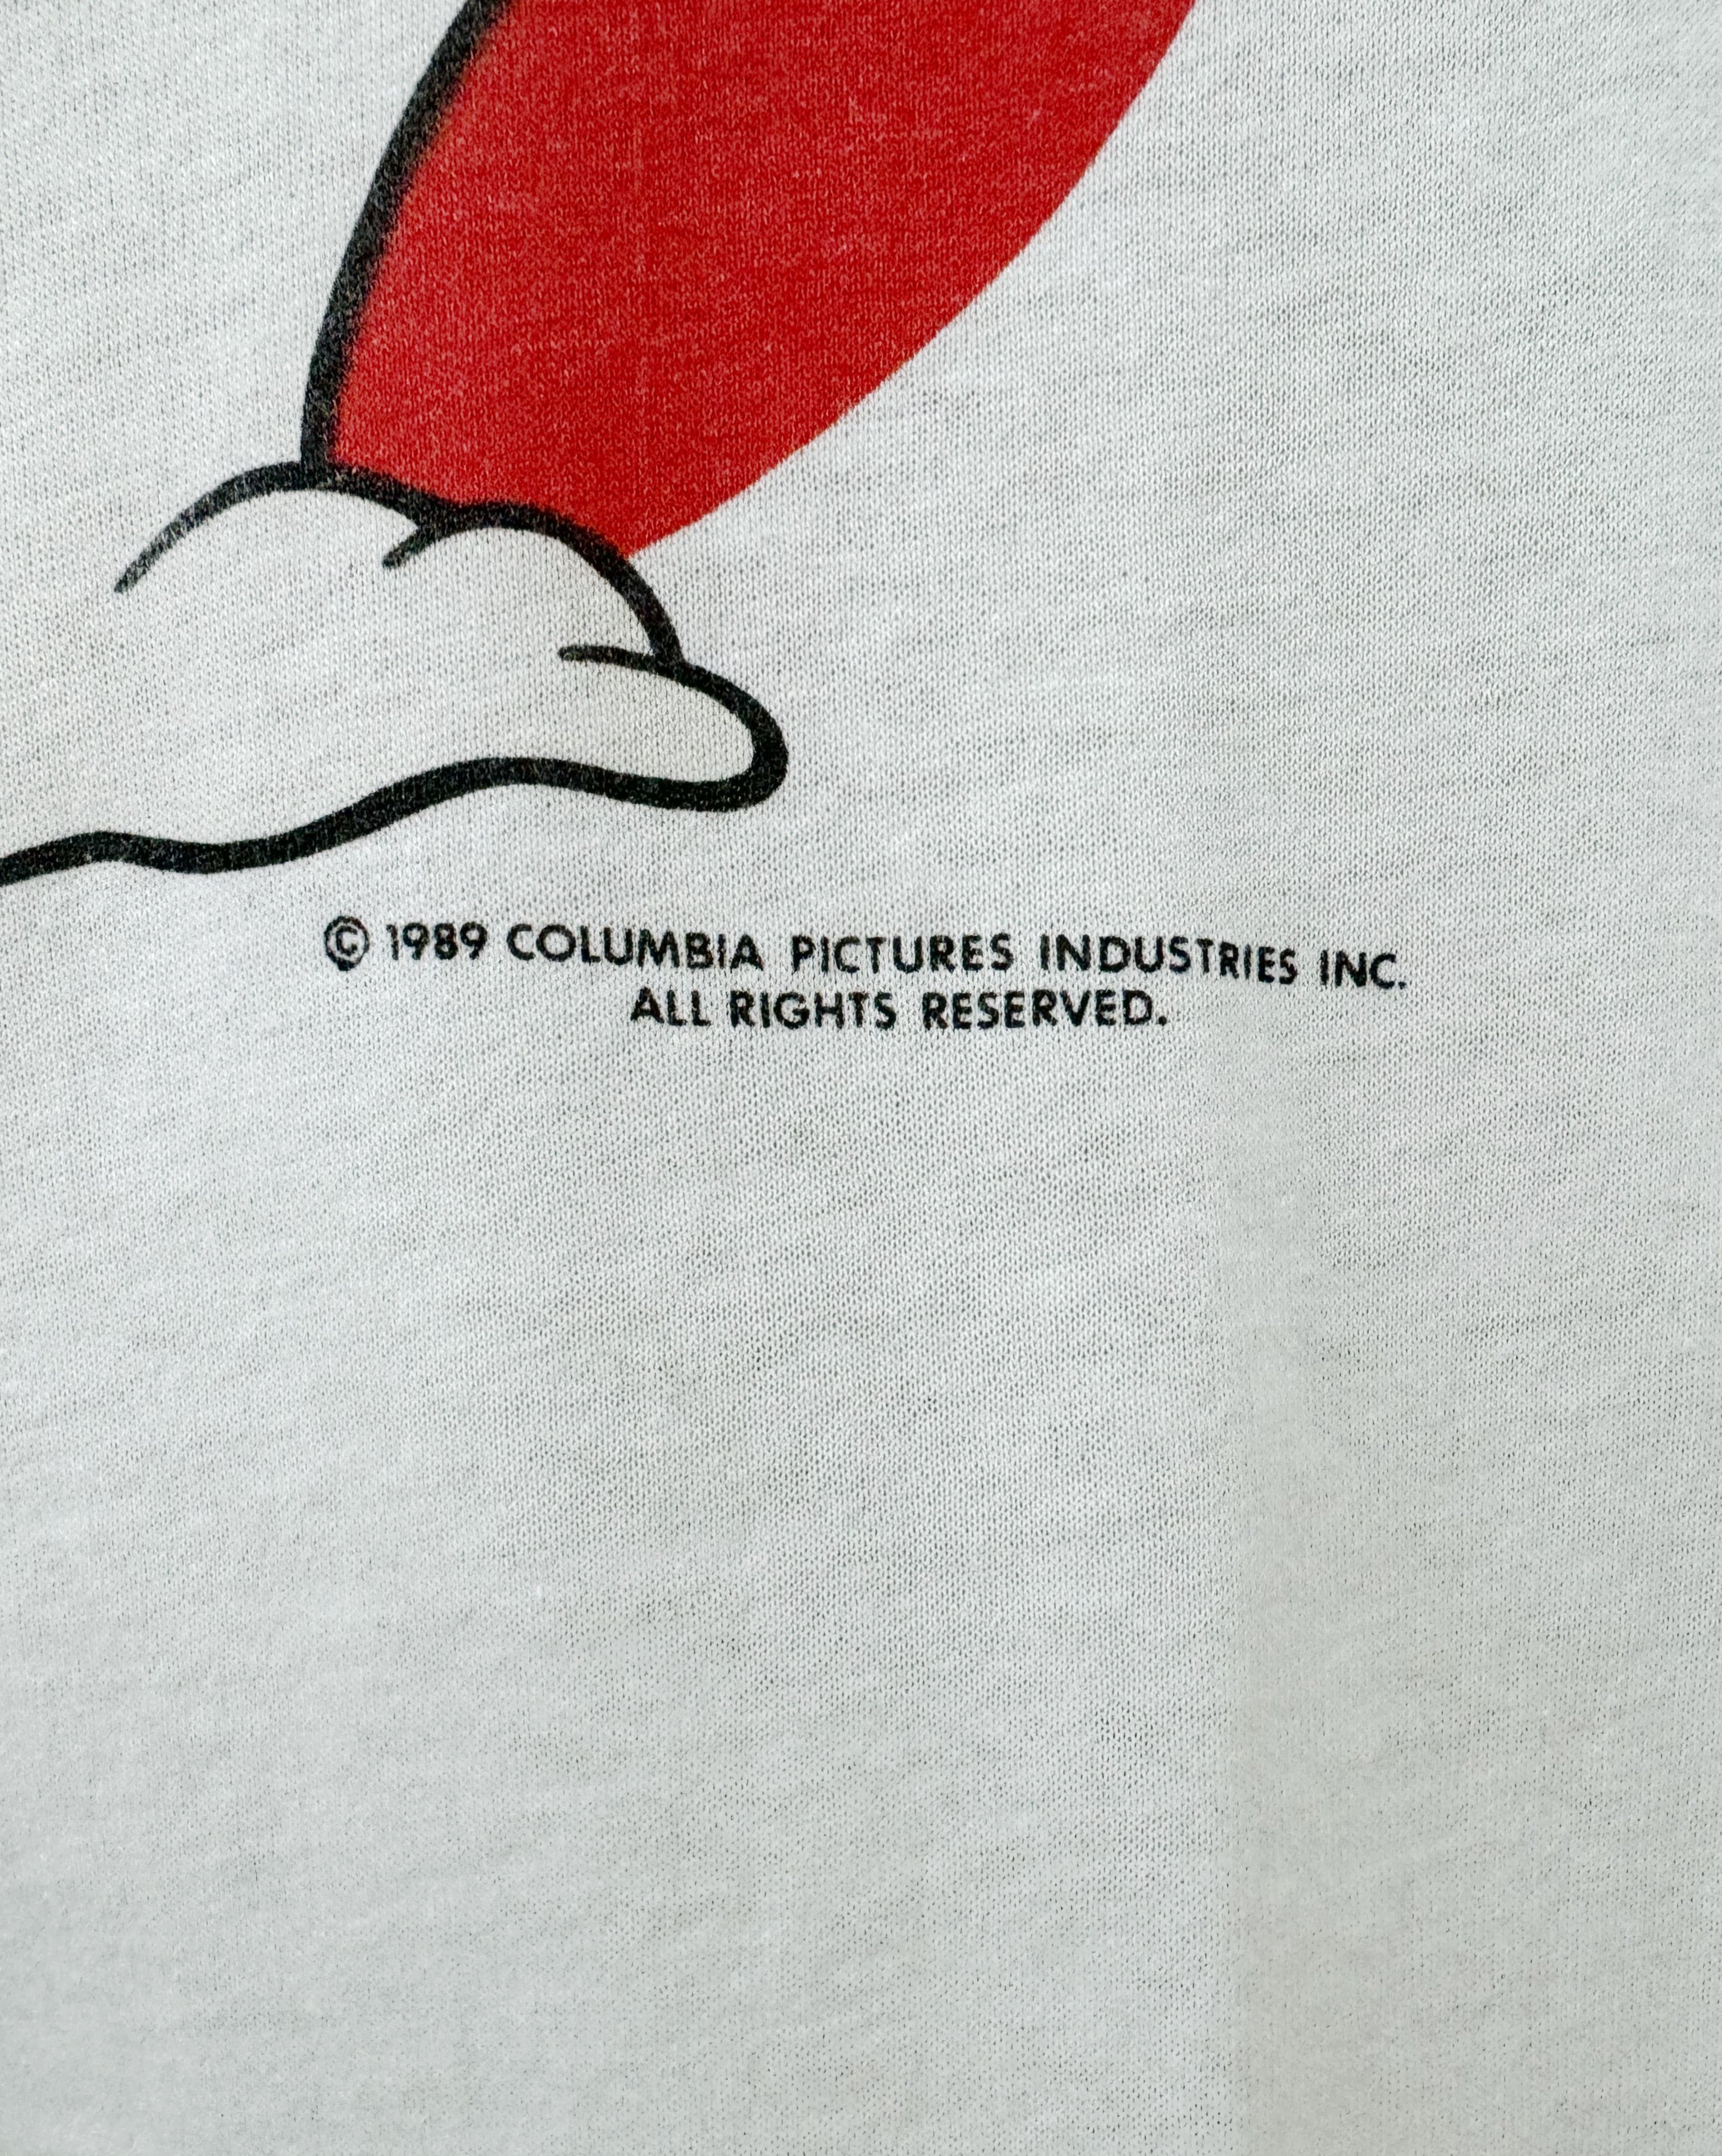 © 1989 COLUMBIA PICTURES INDUSTRIES INC.
ALL RIGHTS RESERVED.